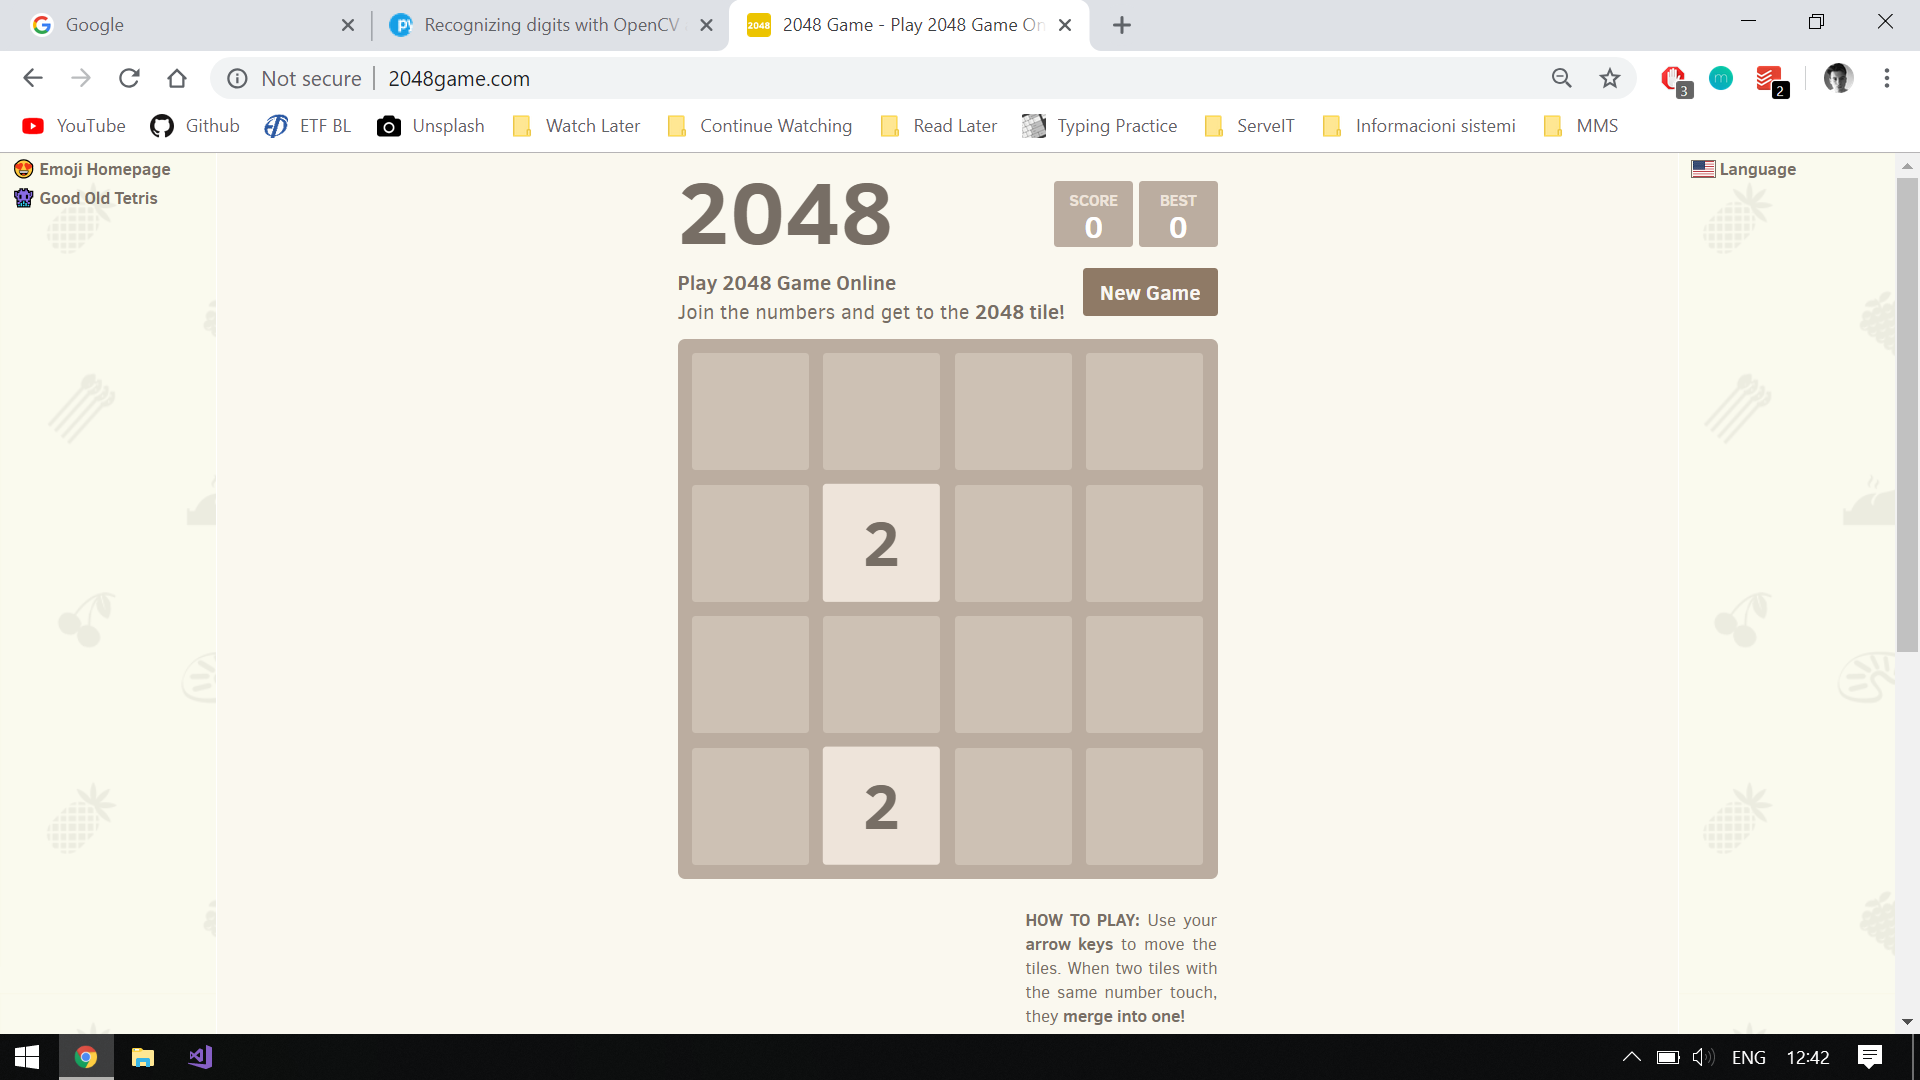 Google
Recognizing digits with OpenCV
2048
2048 Game - Play 2048 Game On
Not secure
2048game.com
3
m
2
YouTube
Github
ETF BL
Unsplash
Watch Later
Continue Watching
Read Later
Typing Practice
ServeIT
Informacioni sistemi
MMS
Emoji Homepage
Good Old Tetris
Language
2048
SCORE
0
BEST
0
Play 2048 Game Online
Join the numbers and get to the 2048 tile!
New Game
2
2
HOW TO PLAY: Use your
arrow keys to move the
tiles. When two tiles with
the same number touch,
they merge into one!
ENG
12:42